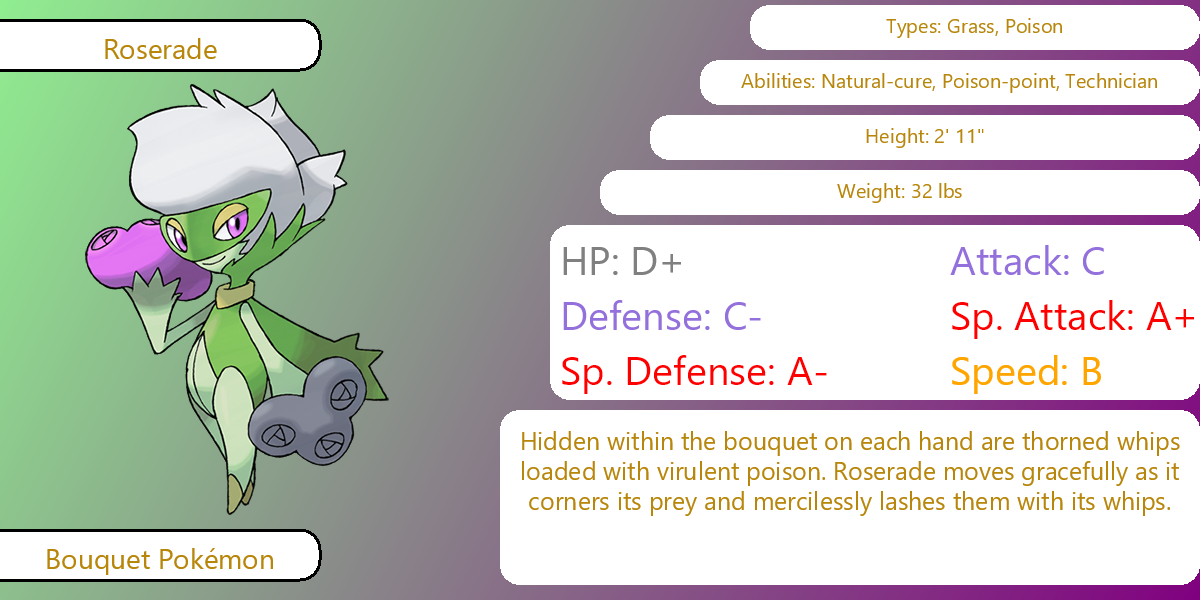 Roserade
Types: Grass, Poison
Abilities: Natural-cure, Poison-point, Technician
Height: 2' 11"
Weight: 32 lbs
HP: D+
Attack: C
Defense: C-
Sp. Attack: A+
Sp. Defense: A-
Speed: B
Hidden within the bouquet on each hand are thorned whips
loaded with virulent poison. Roserade moves gracefully as it
corners its prey and mercilessly lashes them with its whips.
Bouquet Pokémon